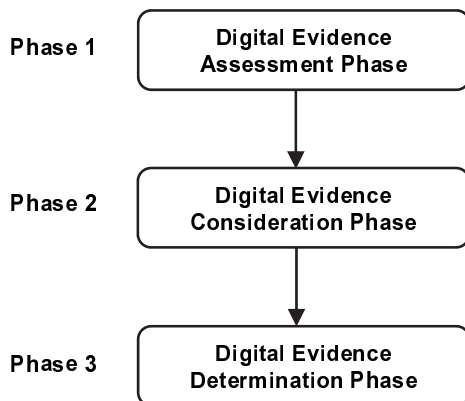 Phase 1
Digital Evidence
Assessment Phase
Phase 2
Digital Evidence
Consideration Phase
Phase 3
Digital Evidence
Determination Phase